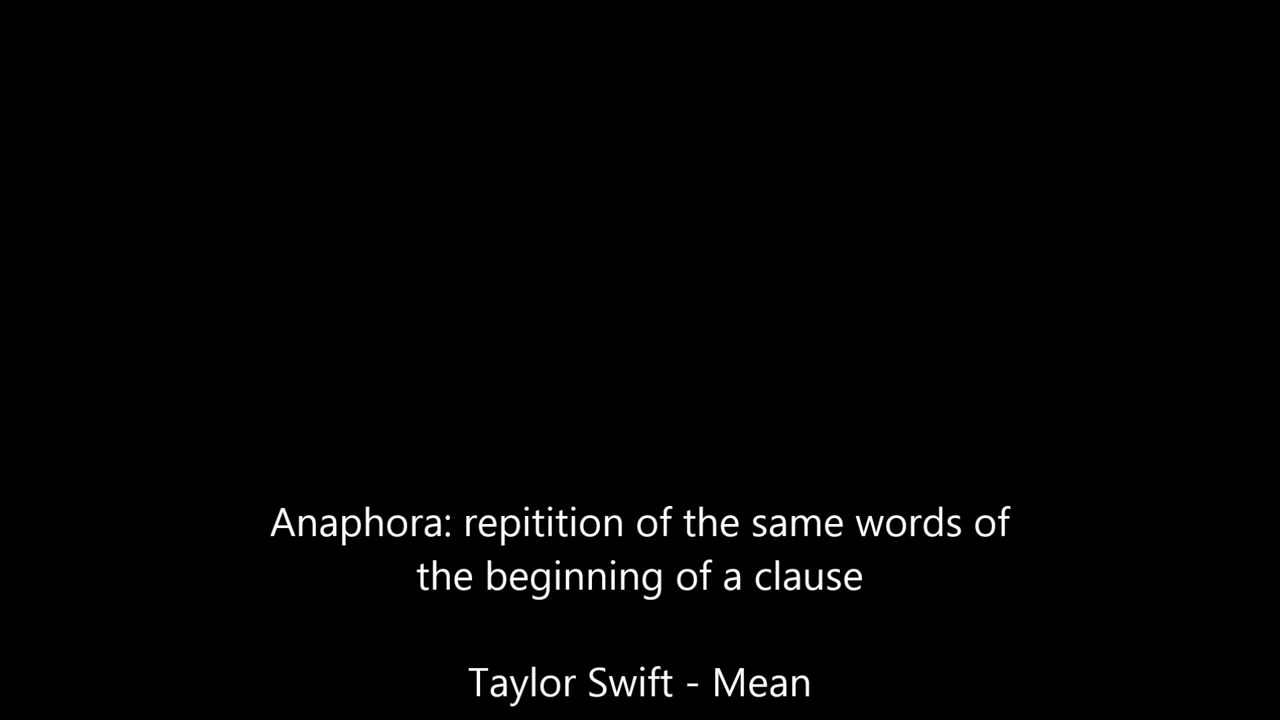 Anaphora: repitition of the same words of
the beginning of a clause
Taylor Swift - Mean